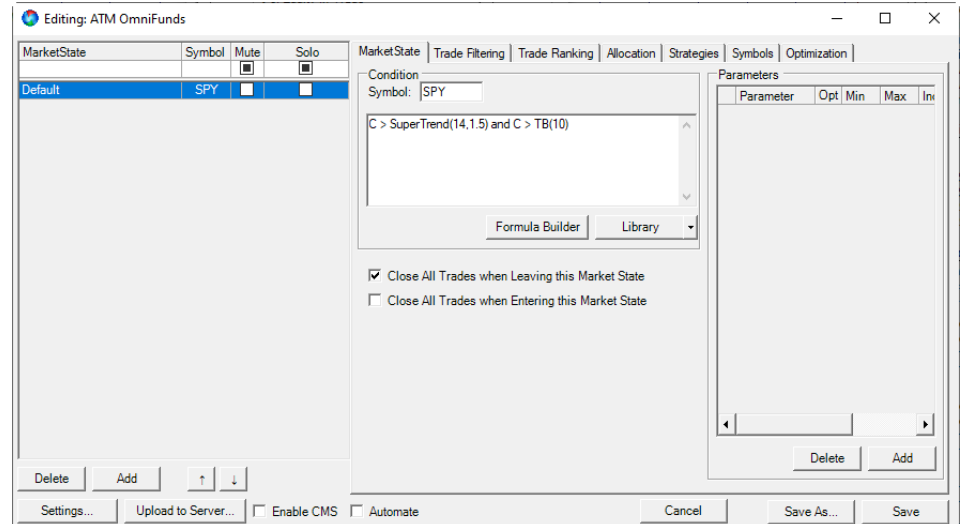 Editing: ATM OmniFunds
MarketState Symbol Mute Solo
Default SPY
MarketState Trade Filtering Trade Ranking Allocation Strategies Symbols Optimization
Condition
Symbol: SPY
C > SuperTrend(14,1.5) and C > TB(10)
Formula Builder Library
Close All Trades when Leaving this Market State
Close All Trades when Entering this Market State
Parameters
Parameter Opt Min Max
Delete Add
Delete Add ↑ ↓
Settings... Upload to Server... Enable CMS Automate Cancel Save As... Save